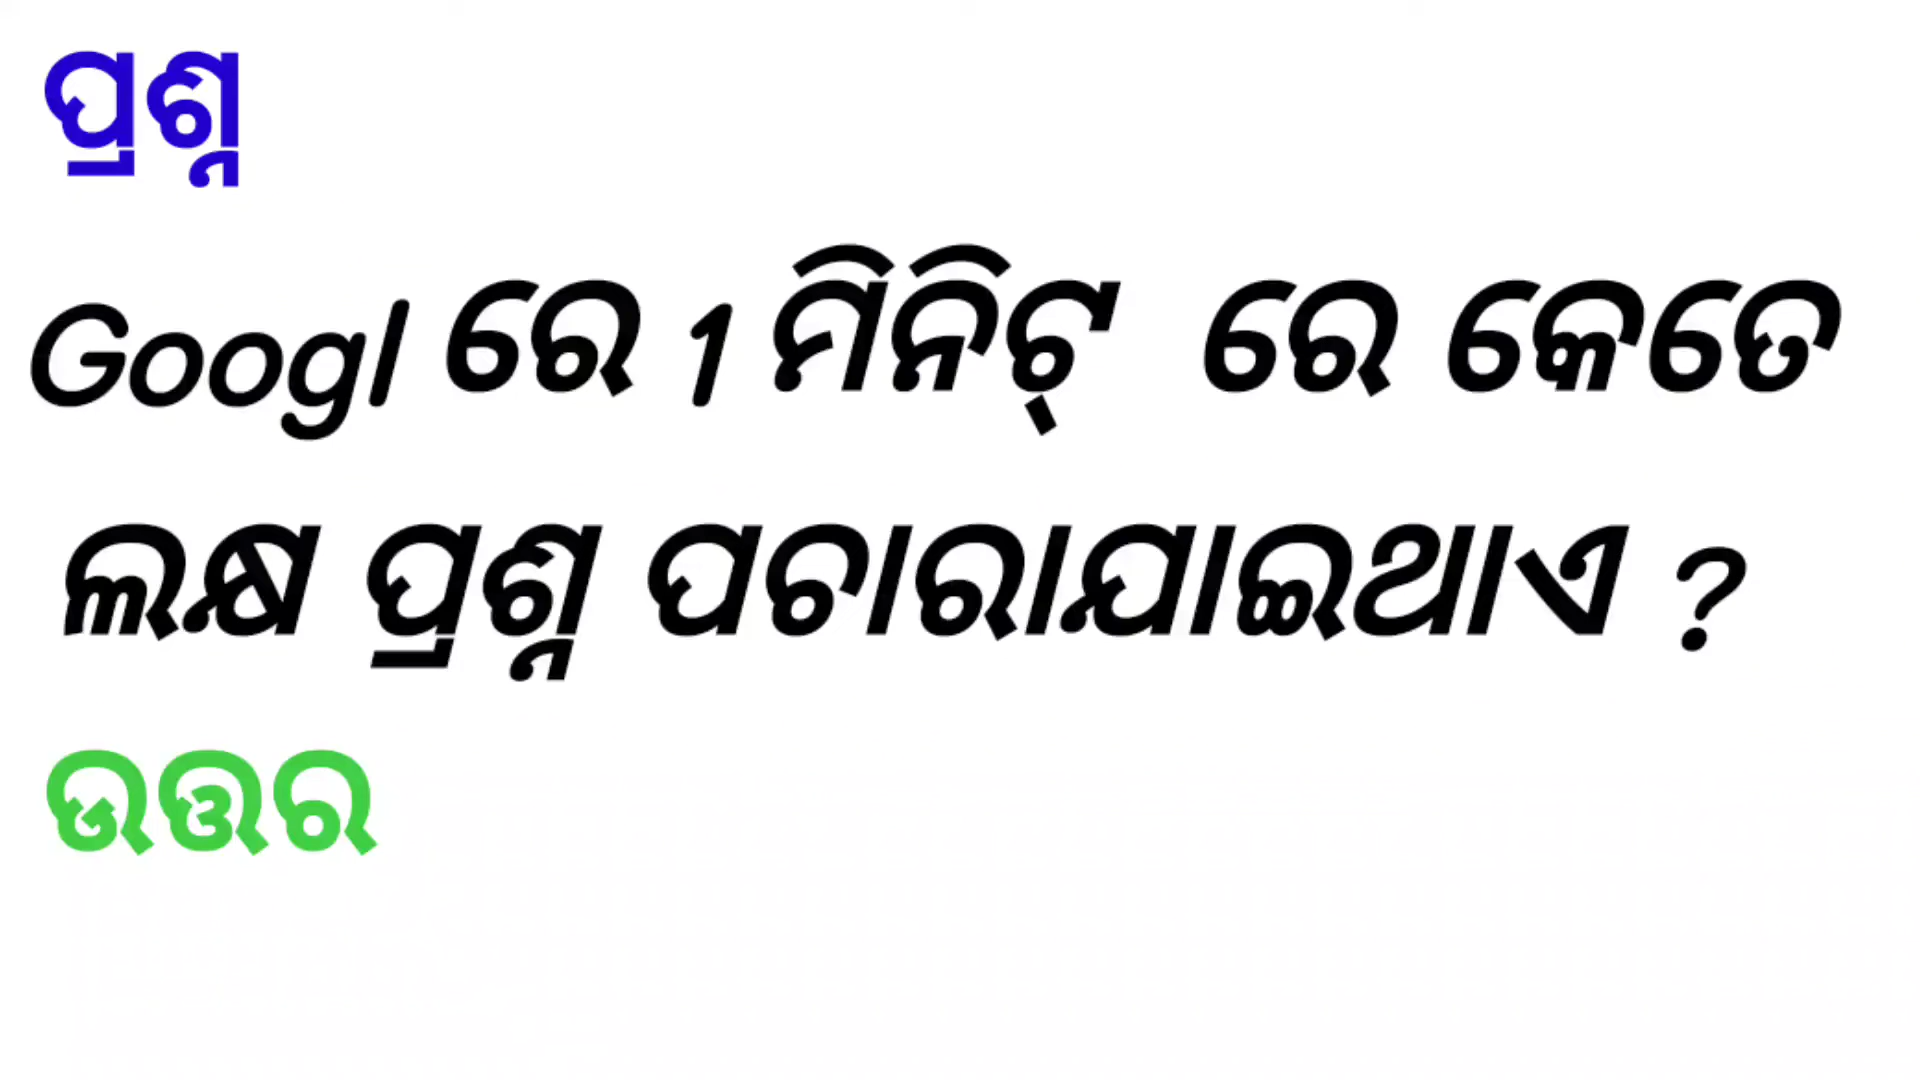 ପ୍ରଶ୍ନ
Googl ରେ 1 ମିନିଟ୍ ରେ କେତେ
ଲକ୍ଷ ପ୍ରଶ୍ନ ପଚାରାଯାଇଥାଏ ?
ଉତ୍ତର